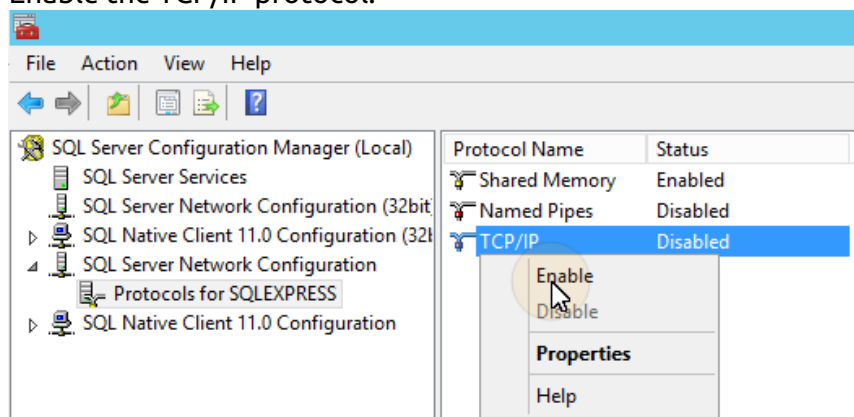 Enable the TCP/IP protocol.
File Action View Help
SQL Server Configuration Manager (Local)
SQL Server Services
SQL Server Network Configuration (32bit
SQL Native Client 11.0 Configuration (32b
SQL Server Network Configuration
Protocols for SQLEXPRESS
SQL Native Client 11.0 Configuration
Protocol Name Status
Shared Memory Enabled
Named Pipes Disabled
TCP/IP Disabled
Enable
Disable
Properties
Help